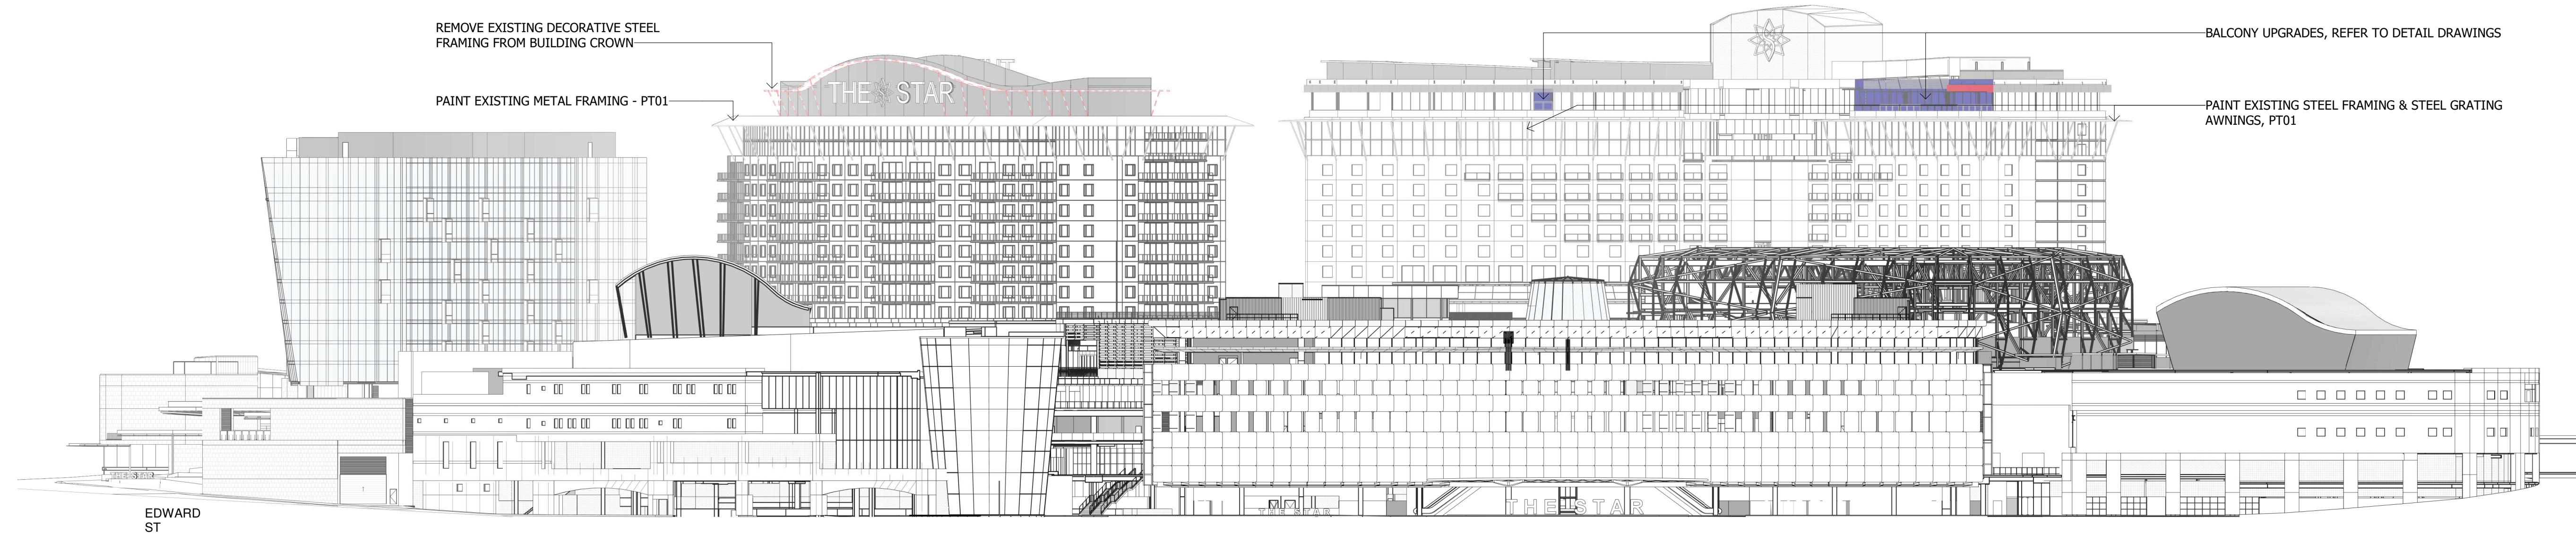 REMOVE EXISTING DECORATIVE STEEL
FRAMING FROM BUILDING CROWN
PAINT EXISTING METAL FRAMING - PT01
THE STAR
BALCONY UPGRADES, REFER TO DETAIL DRAWINGS
PAINT EXISTING STEEL FRAMING & STEEL GRATING
AWNINGS, PT01
THE STAR
THE STAR
THE STAR
EDWARD
ST